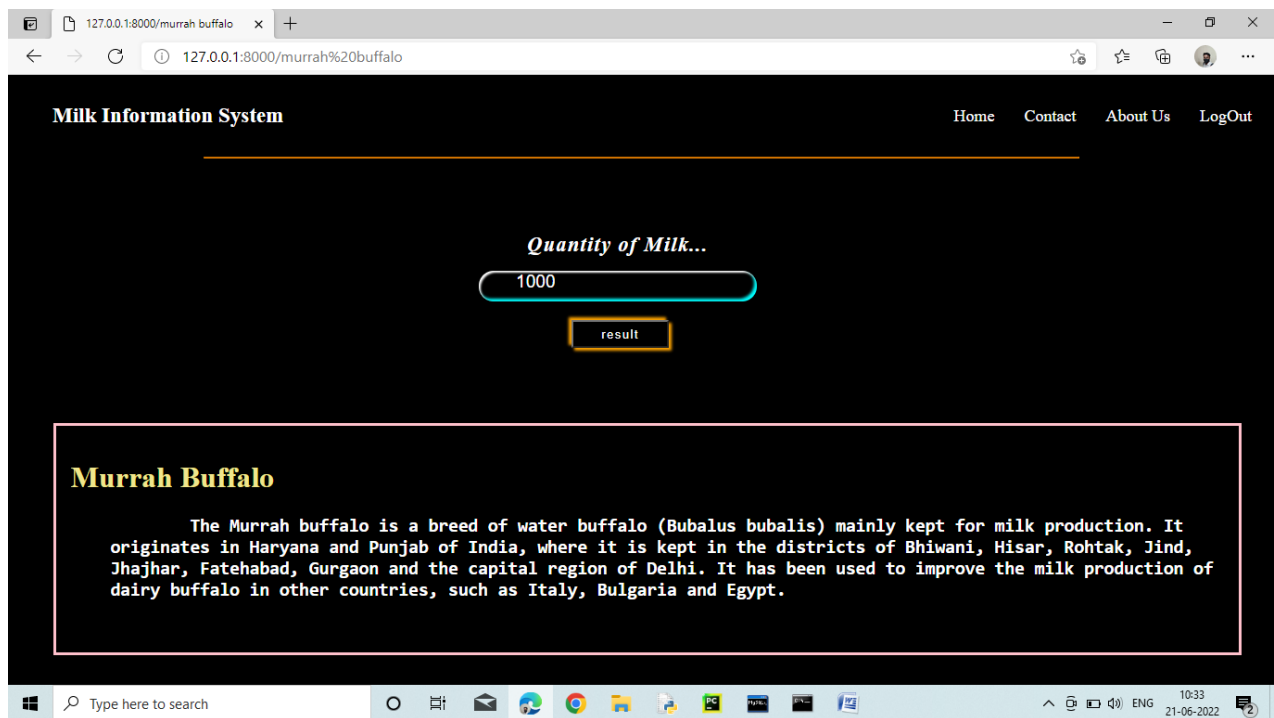 127.0.0.1:8000/murrah buffalo
127.0.0.1:8000/murrah%20buffalo
Milk Information System
Home Contact About Us LogOut
Quantity of Milk...
1000
result
Murrah Buffalo
The Murrah buffalo is a breed of water buffalo (Bubalus bubalis) mainly kept for milk production. It
originates in Haryana and Punjab of India, where it is kept in the districts of Bhiwani, Hisar, Rohtak, Jind,
Jhajhar, Fatehabad, Gurgaon and the capital region of Delhi. It has been used to improve the milk production of
dairy buffalo in other countries, such as Italy, Bulgaria and Egypt.
Type here to search
PC
ENG
10:33
21-06-2022
2